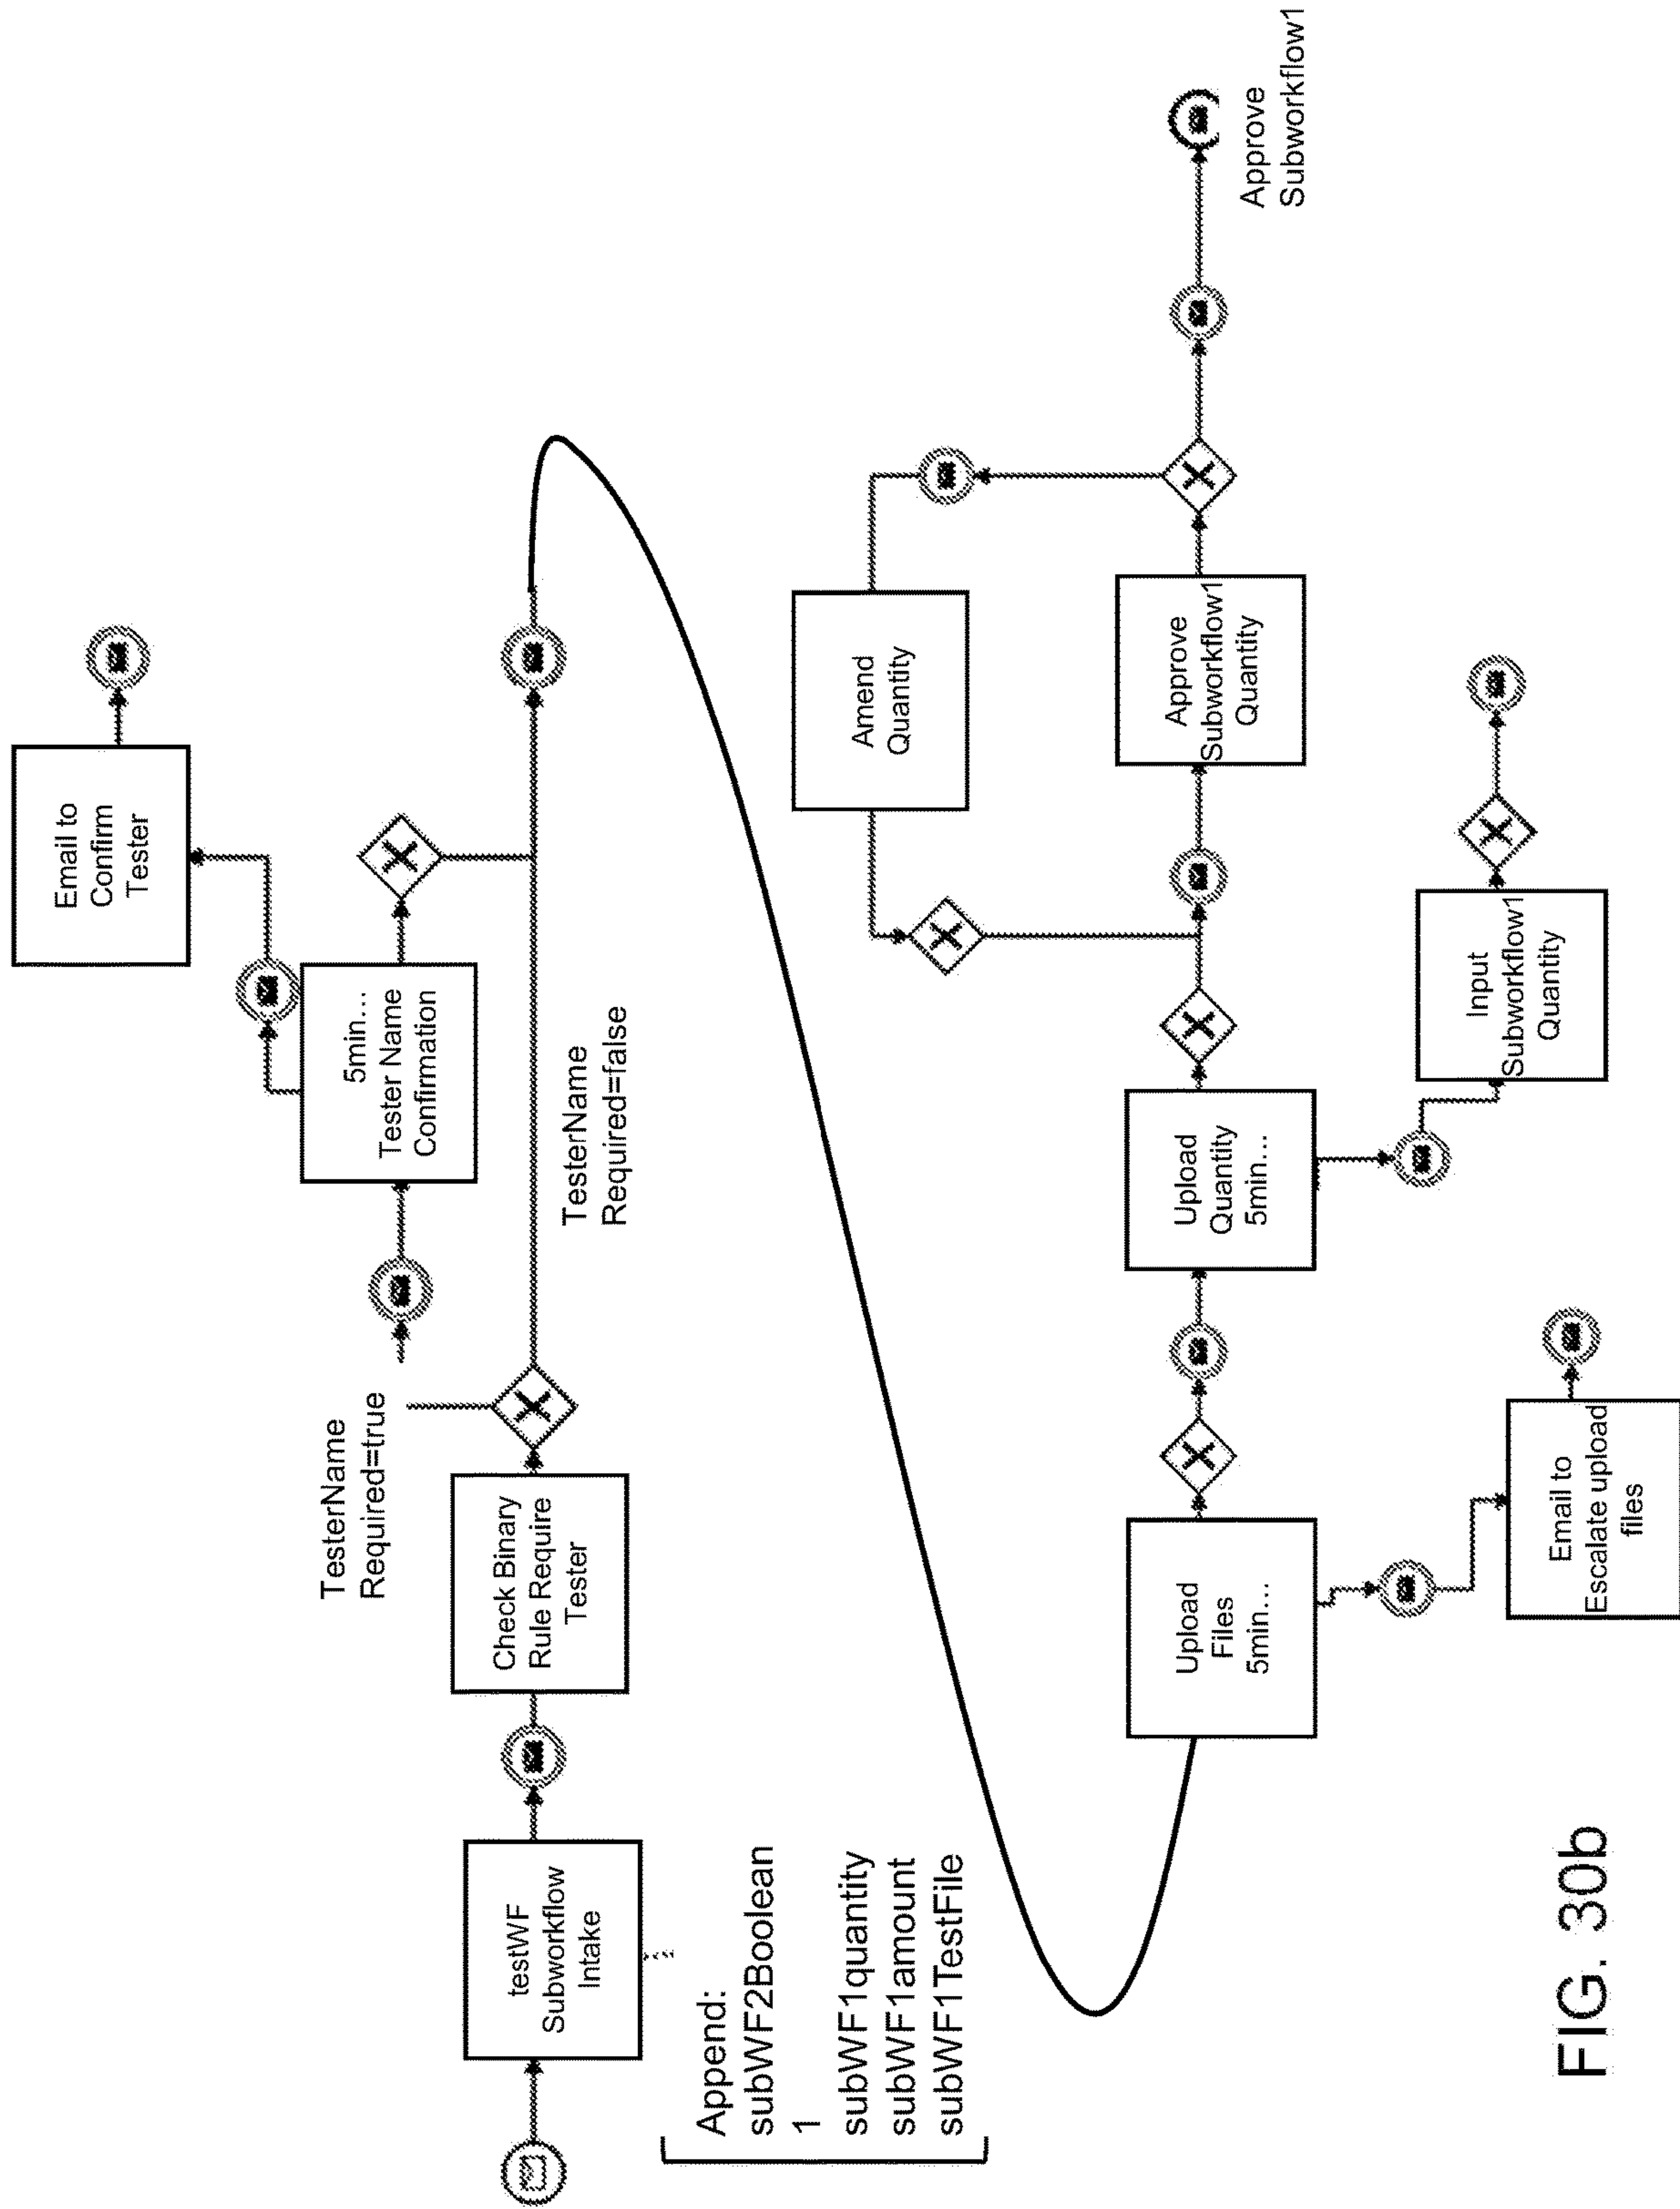 testWF
Subworkflow
Intake
Append:
subWF2Boolean
1
subWF1quantity
subWF1amount
subWF1TestFile
Check Binary
Rule Require
Tester
TesterName
Required=true
TesterName
Required=false
5min...
Tester Name
Confirmation
Email to
Confirm
Tester
Upload
Files
5min...
Email to
Escalate upload
files
Upload
Quantity
5min...
Input
Subworkflow1
Quantity
Amend
Quantity
Approve
Subworkflow1
Quantity
Approve
Subworkflow1
FIG. 30b